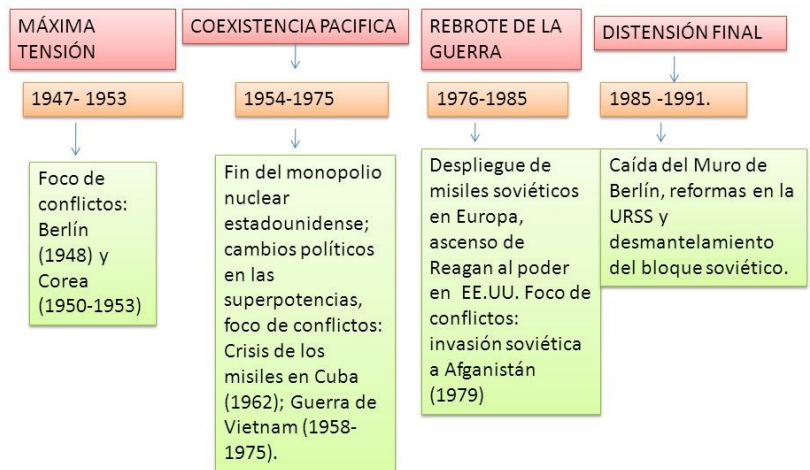 MÁXIMA
TENSIÓN
1947- 1953
Foco de
conflictos:
Berlín
(1948) y
Corea
(1950-1953)
COEXISTENCIA PACIFICA
1954-1975
Fin del monopolio
nuclear
estadounidense;
cambios políticos
en las
superpotencias,
foco de conflictos:
Crisis de los
misiles en Cuba
(1962); Guerra de
Vietnam (1958-
1975).
REBROTE DE LA
GUERRA
1976-1985
Despliegue de
misiles soviéticos
en Europa,
ascenso de
Reagan al poder
en EE.UU. Foco de
conflictos:
invasión soviética
a Afganistán
(1979)
DISTENSIÓN FINAL
1985 -1991.
Caída del Muro de
Berlín, reformas en la
URSS y
desmantelamiento
del bloque soviético.